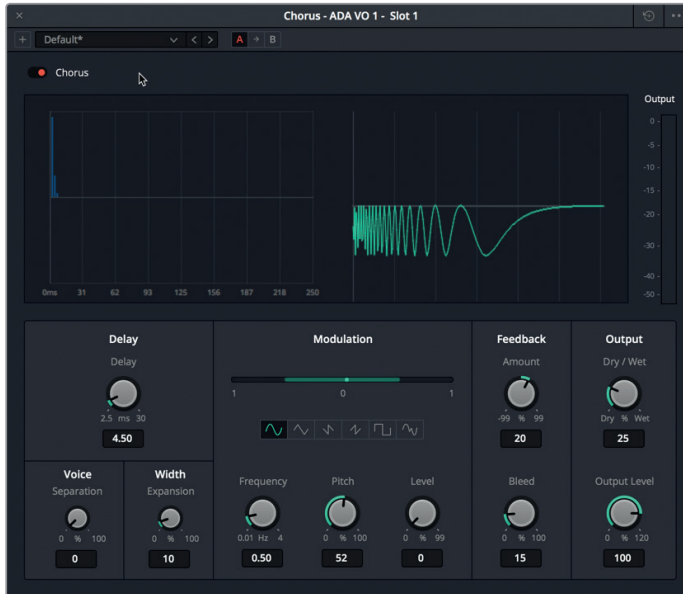 Chorus - ADA VO 1 - Slot 1
Default*
A B
Chorus
Output
0
-5
-10
-15
-20
-30
-40
-50
0ms 31 62 93 125 156 187 218 250
Delay
Delay
2.5 ms 30
4.50
Voice
Separation
0 % 100
0
Width
Expansion
0 % 100
10
Modulation
1 0 1
Frequency
0.01 Hz 4
0.50
Pitch
0 % 100
52
Level
0 % 99
0
Feedback
Amount
-99 % 99
20
Bleed
0 % 100
15
Output
Dry / Wet
Dry % Wet
25
Output Level
0 % 120
100